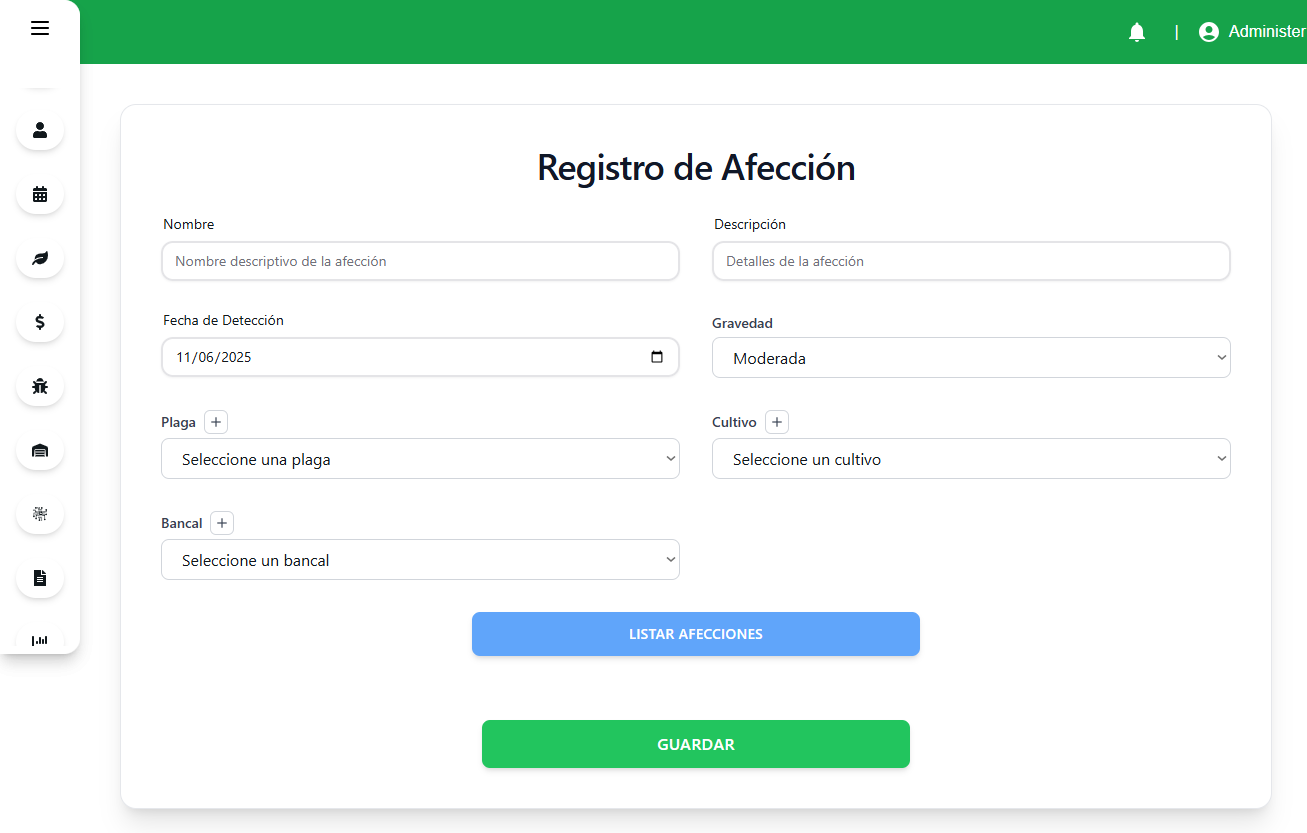 | Administer
Registro de Afección
Nombre
Nombre descriptivo de la afección
Descripción
Detalles de la afección
Fecha de Detección
11/06/2025
Gravedad
Moderada
Plaga +
Seleccione una plaga
Cultivo +
Seleccione un cultivo
Bancal +
Seleccione un bancal
LISTAR AFECCIONES
GUARDAR